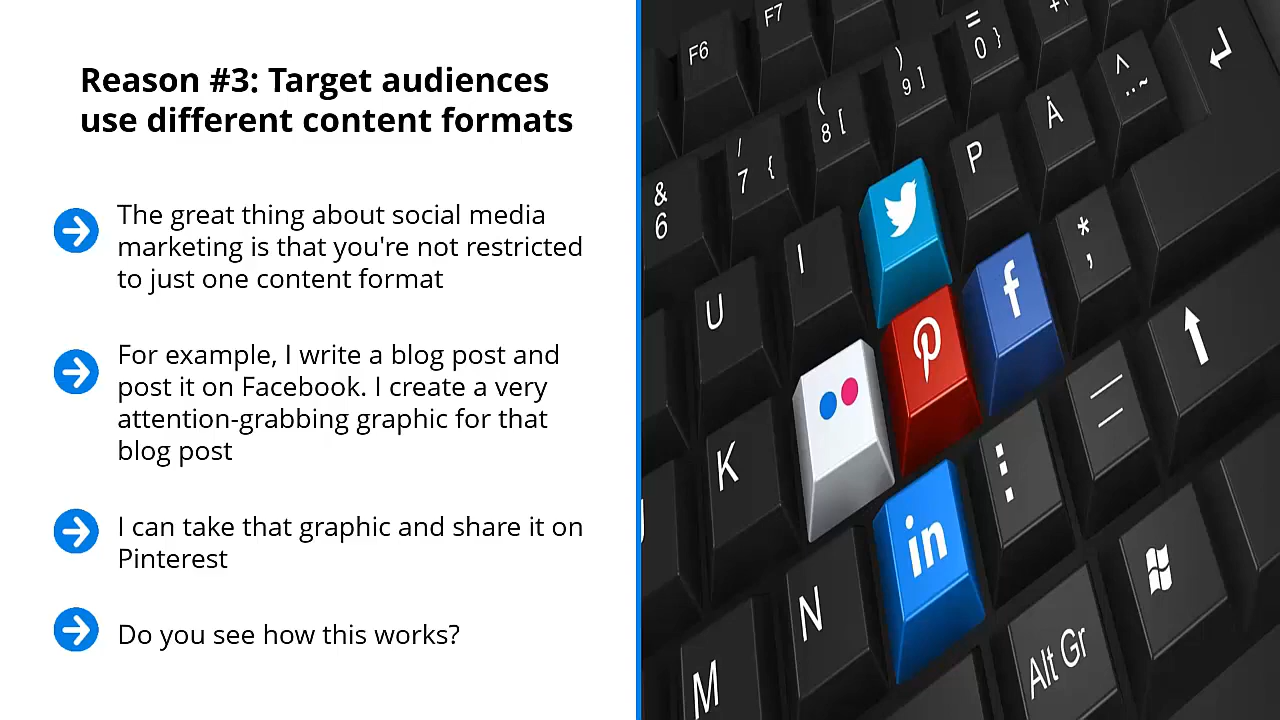 Reason #3: Target audiences
use different content formats
The great thing about social media
marketing is that you're not restricted
to just one content format
For example, I write a blog post and
post it on Facebook. I create a very
attention-grabbing graphic for that
blog post
I can take that graphic and share it on
Pinterest
Do you see how this works?
F6
F7
&
6
/
7 {
(
8 [
)
9 ]
=
0 }
U
I
P
Å
^
¨~
*
'
f
K
in
N
M
Alt Gr